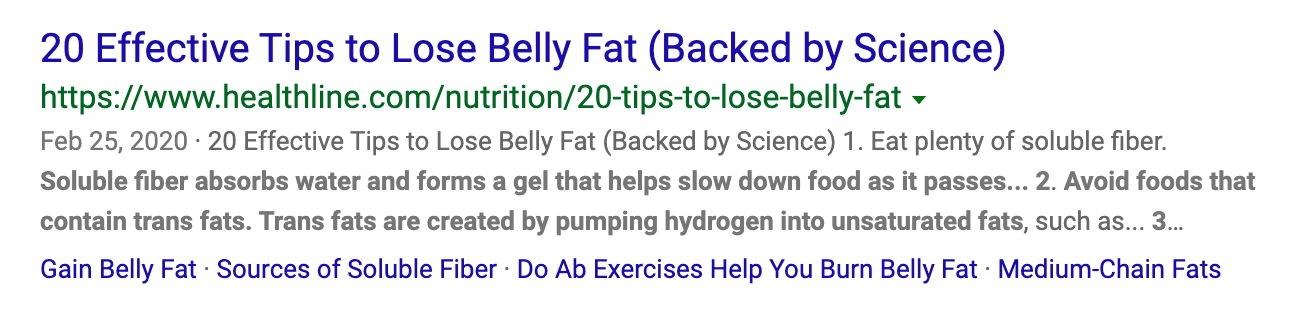 20 Effective Tips to Lose Belly Fat (Backed by Science)
https://www.healthline.com/nutrition/20-tips-to-lose-belly-fat
Feb 25, 2020 · 20 Effective Tips to Lose Belly Fat (Backed by Science) 1. Eat plenty of soluble fiber.
Soluble fiber absorbs water and forms a gel that helps slow down food as it passes... 2. Avoid foods that
contain trans fats. Trans fats are created by pumping hydrogen into unsaturated fats, such as... 3…
Gain Belly Fat · Sources of Soluble Fiber · Do Ab Exercises Help You Burn Belly Fat · Medium-Chain Fats